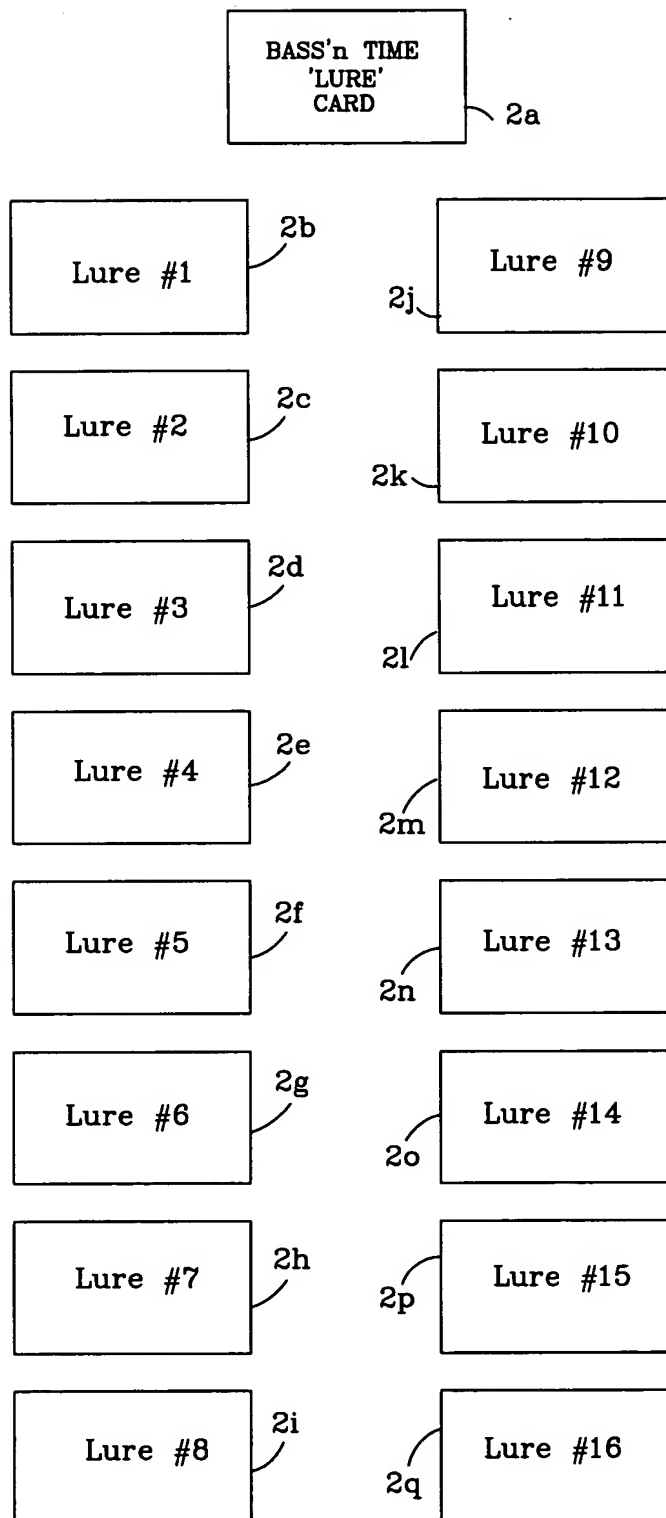 BASS'n TIME
'LURE'
CARD
2a
Lure #1
2b
Lure #2
2c
Lure #3
2d
Lure #4
2e
Lure #5
2f
Lure #6
2g
Lure #7
2h
Lure #8
2i
Lure #9
2j
Lure #10
2k
Lure #11
2l
Lure #12
2m
Lure #13
2n
Lure #14
2o
Lure #15
2p
Lure #16
2q